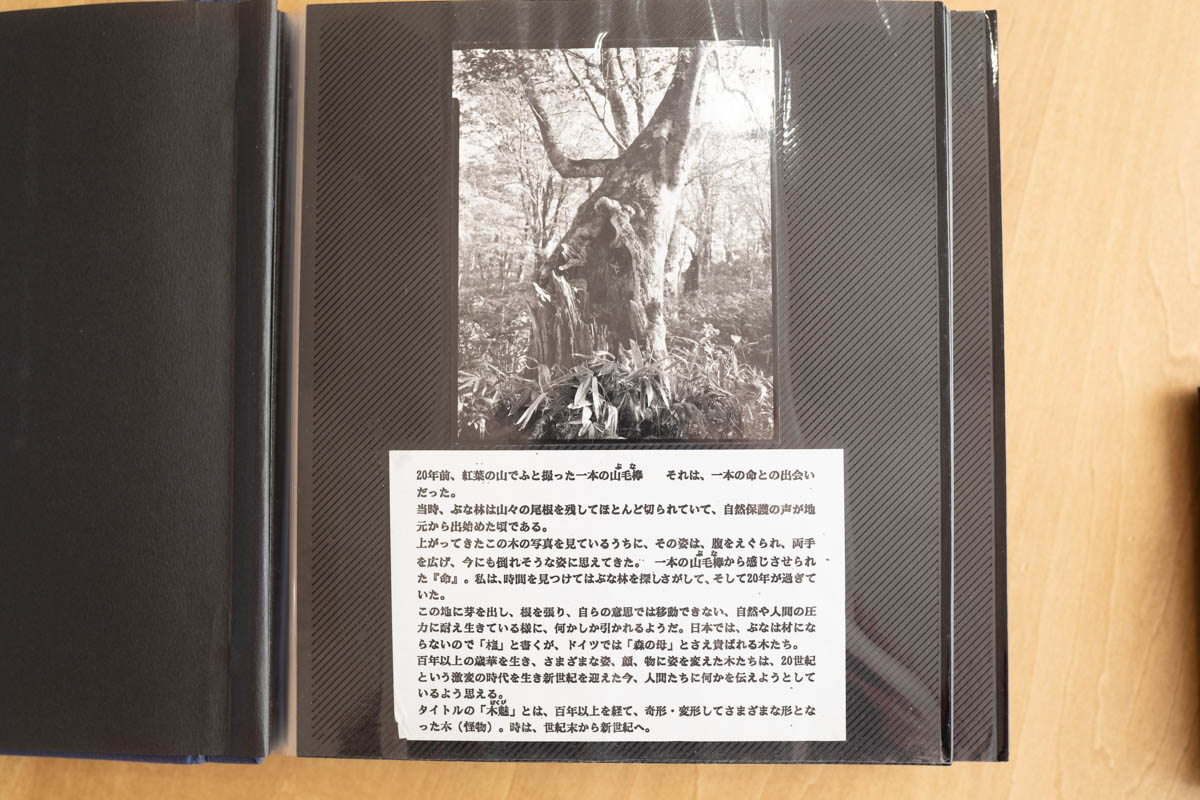 20年前、紅葉の山でふと撮った一本の山毛欅　それは、一本の命との出会い
だった。
当時、ぶな林は山々の尾根を残してほとんど切られていて、自然保護の声が地
元から出始めた頃である。
上がってきたこの木の写真を見ているうちに、その姿は、腹をえぐられ、両手
を広げ、今にも倒れそうな姿に思えてきた。 一本の山毛欅から感じさせられ
た『命』。私は、時間を見つけてはぶな林を探しさがして、そして20年が過ぎて
いた。
この地に芽を出し、根を張り、自らの意思では移動できない、自然や人間の圧
力に耐え生きている様に、何かしか引かれるようだ。日本では、ぶなは材にな
らないので「橅」と書くが、ドイツでは「森の母」とさえ貴ばれる木たち。
百年以上の歳華を生き、さまざまな姿、顔、物に姿を変えた木たちは、20世紀
という激変の時代を生き新世紀を迎えた今、人間たちに何かを伝えようとして
いるよう思える。
タイトルの「木魅」とは、百年以上を経て、奇形・変形してさまざまな形とな
った木（怪物）。時は、世紀末から新世紀へ。